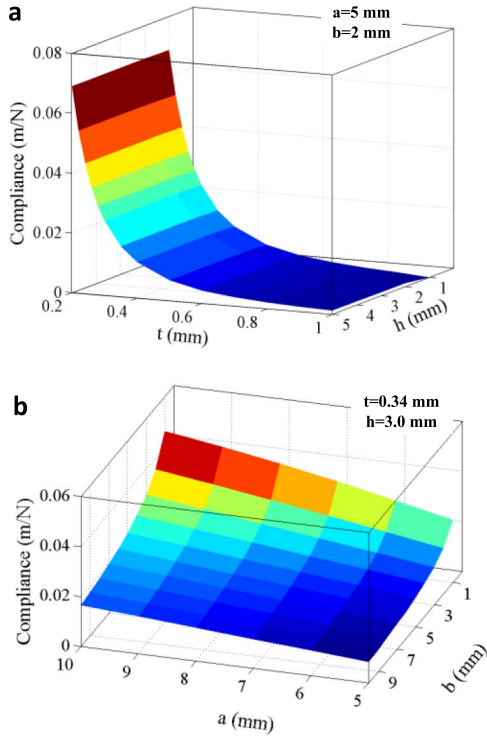 a
a=5 mm
b=2 mm
0.08
0.06
0.04
0.02
0
Compliance (m/N)
0.2
0.4
0.6
0.8
1
t (mm)
5
4
3
2
1
h (mm)
b
t=0.34 mm
h=3.0 mm
0.06
0.04
0.02
0
Compliance (m/N)
10
9
8
7
6
5
a (mm)
9
7
5
3
1
b (mm)